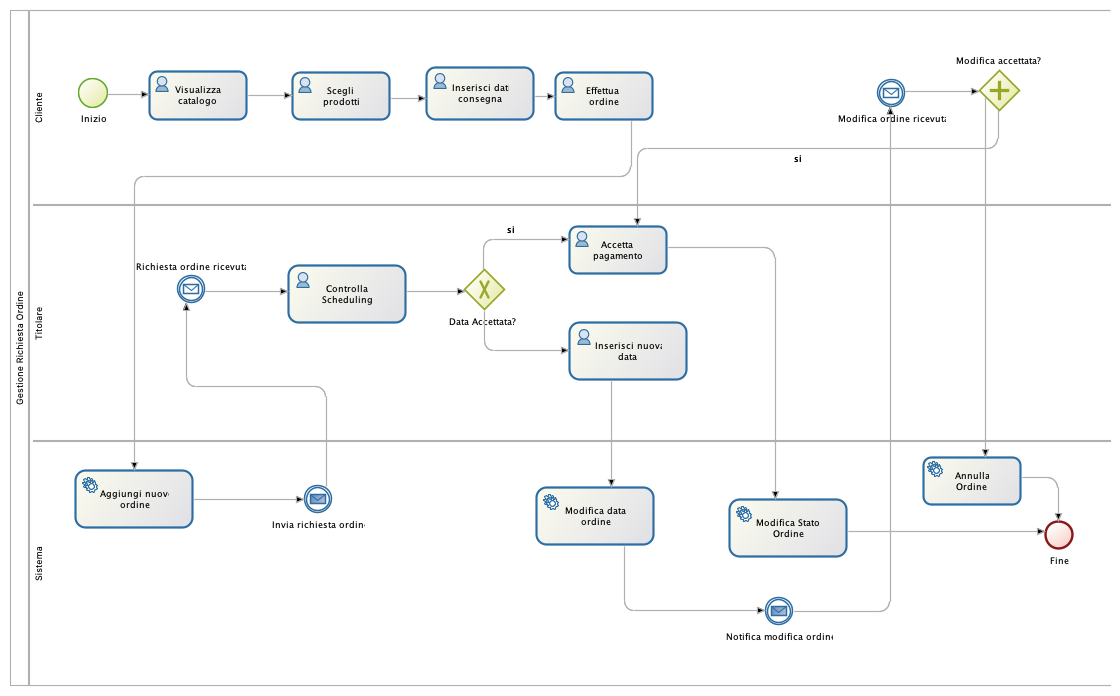 Gestione Richiesta Ordine
Cliente
Inizio
Visualizza
catalogo
Scegli
prodotti
Inserisci dati
consegna
Effettua
ordine
Modifica ordine ricevuta
Modifica accettata?
si
Titolare
Richiesta ordine ricevuta
Controlla
Scheduling
Data Accettata?
si
Accetta
pagamento
Inserisci nuova
data
Sistema
Aggiungi nuovo
ordine
Invia richiesta ordine
Modifica data
ordine
Modifica Stato
Ordine
Annulla
Ordine
Fine
Notifica modifica ordine